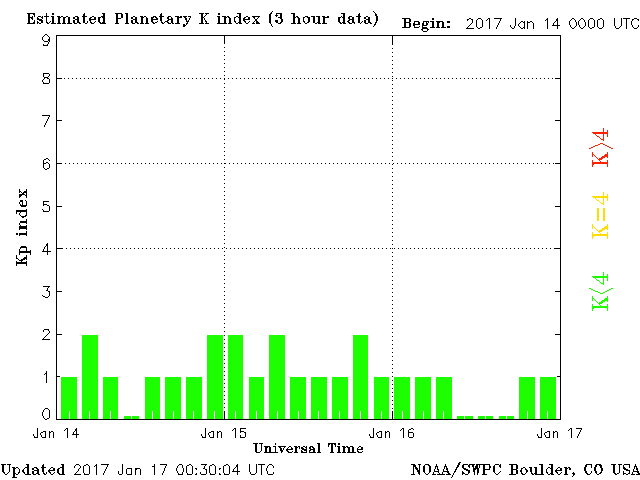 Estimated Planetary K index (3 hour data) Begin: 2017 Jan 14 0000 UTC
9
8
7
6
5
4
3
2
1
0
Kp index
K>4
K=4
K<4
Jan 14 Jan 15 Jan 16 Jan 17
Universal Time
Updated 2017 Jan 17 00:30:04 UTC NOAA/SWPC Boulder, CO USA